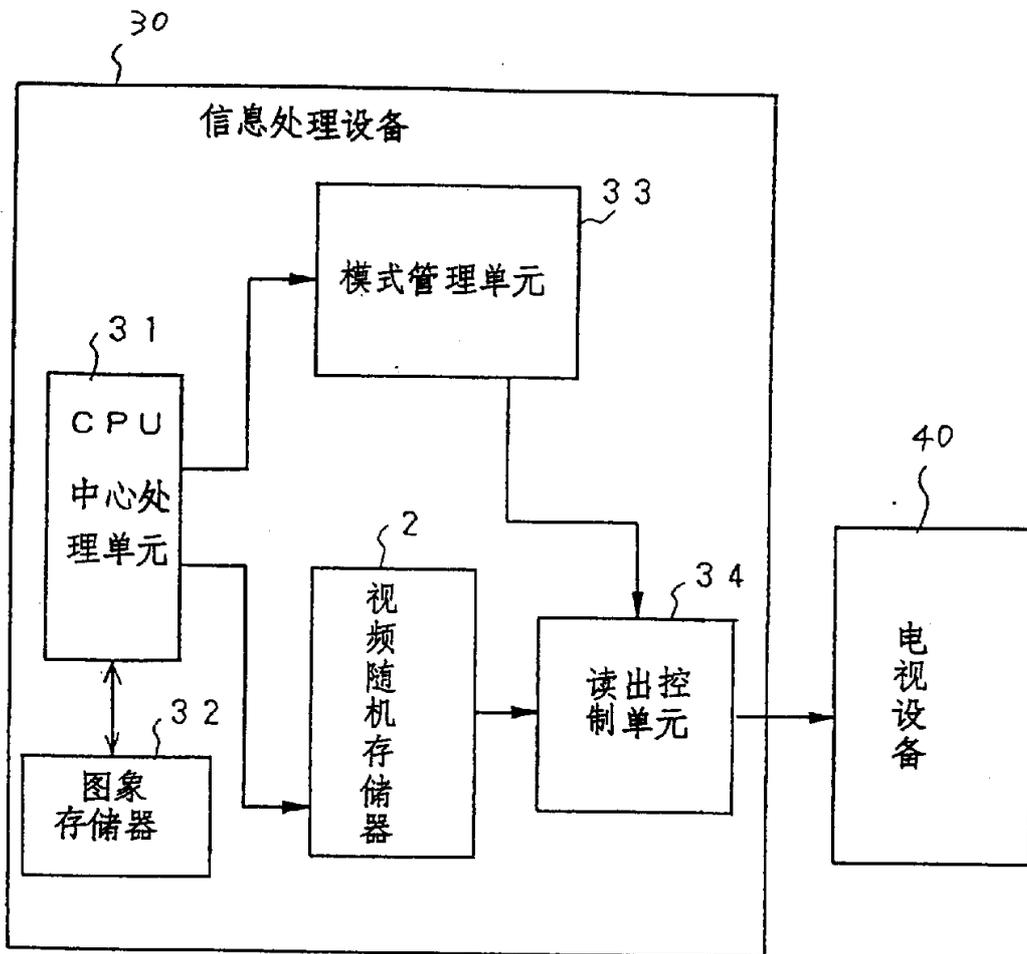 30
信息处理设备
33
模式管理单元
31
CPU
中心处
理单元
40
2
视频随机存储器
34
读出控
制单元
电视设备
32
图象
存储器